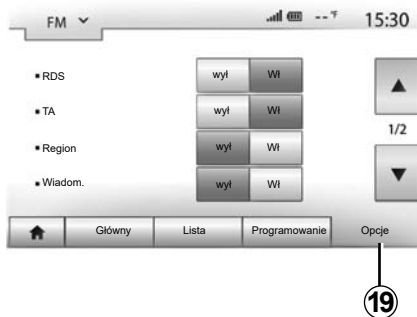 FM --°F 15:30
RDS wył Wł
TA wył Wł
1/2
Region wył Wł
Wiadom. wył Wł
Główny Lista Programowanie Opcje
19